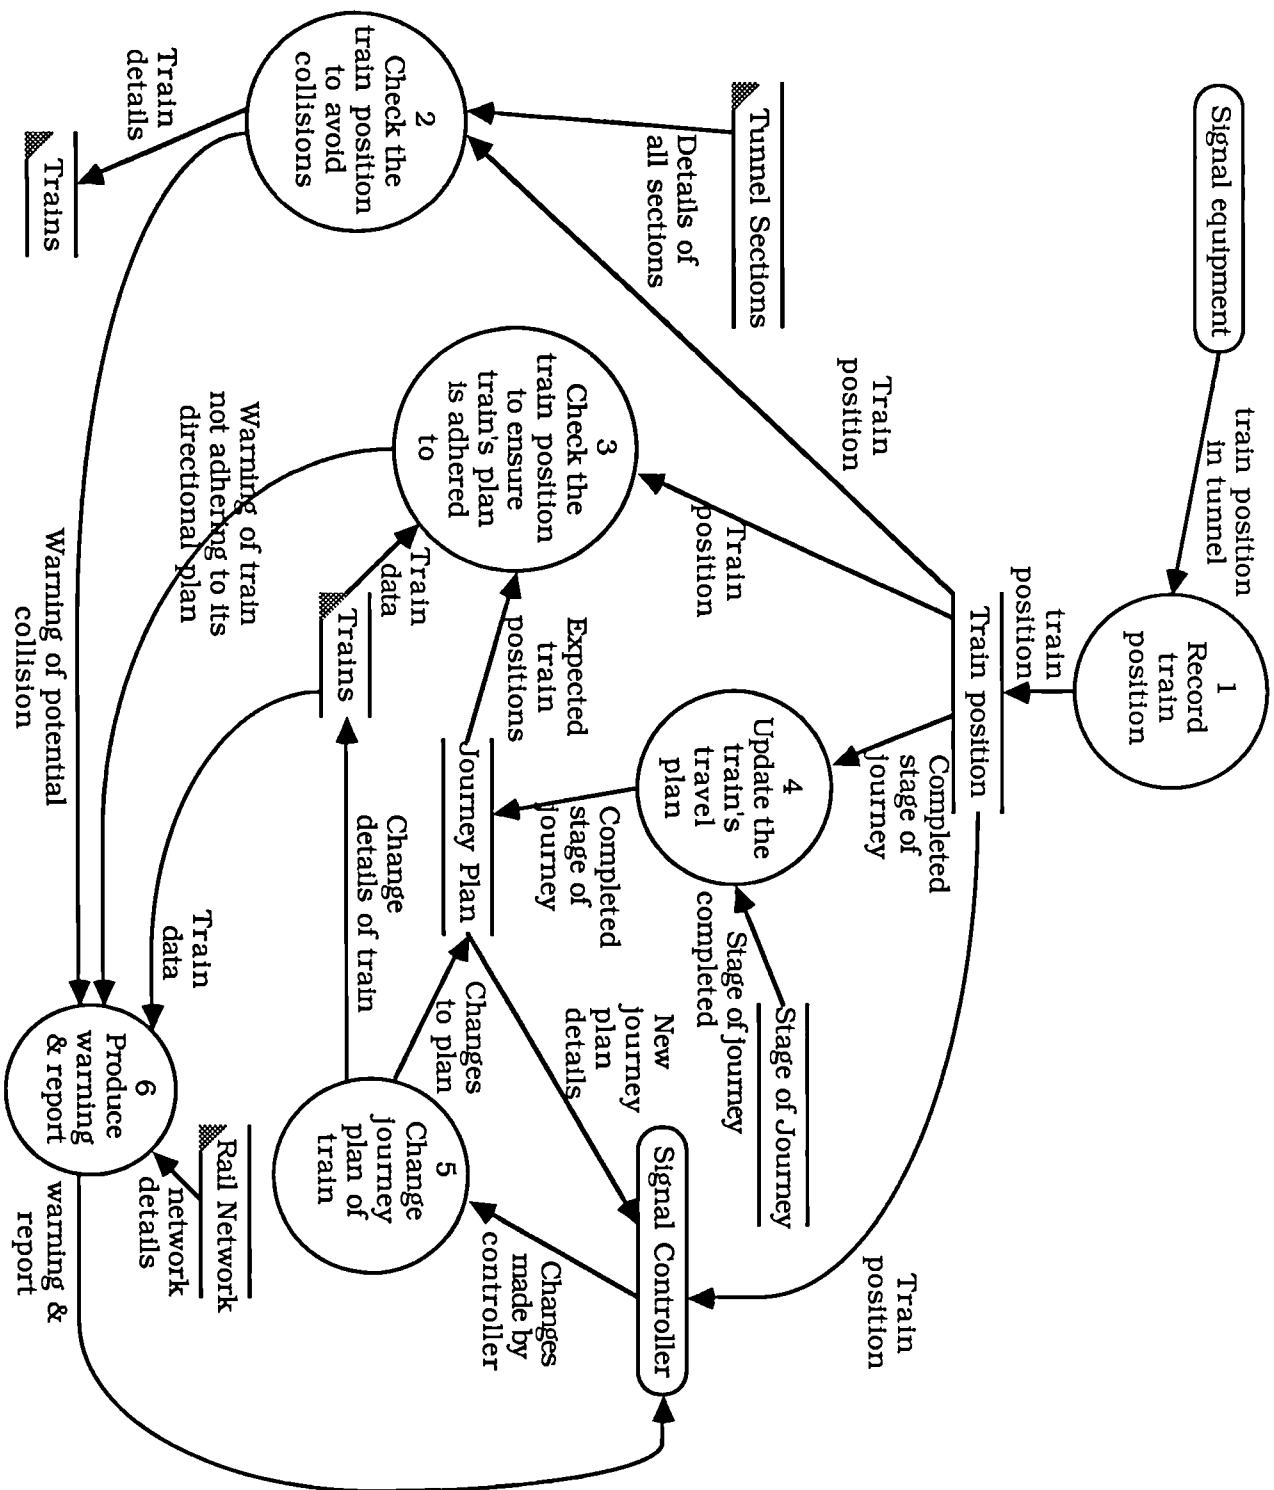 Signal equipment
train position
in tunnel
1
Record
train
position
train
position
Train position
Tunnel Sections
Details of
all sections
Train
position
Train
position
Completed
stage of
journey
Train
position
2
Check the
train position
to avoid
collisions
3
Check the
train position
to ensure
train's plan
is adhered
to
4
Update the
train's
travel
plan
Stage of Journey
Stage of journey
completed
Completed
stage of
journey
Expected
train
positions
Journey Plan
New
journey
plan
details
Signal Controller
Changes
made by
controller
Changes
to plan
5
Change
journey
plan of
train
Change
details of train
Train
data
Trains
Train
details
Trains
Warning of train
not adhering to its
directional plan
Train
data
Rail Network
network
details
6
Produce
warning
& report
Warning of potential
collision
warning &
report